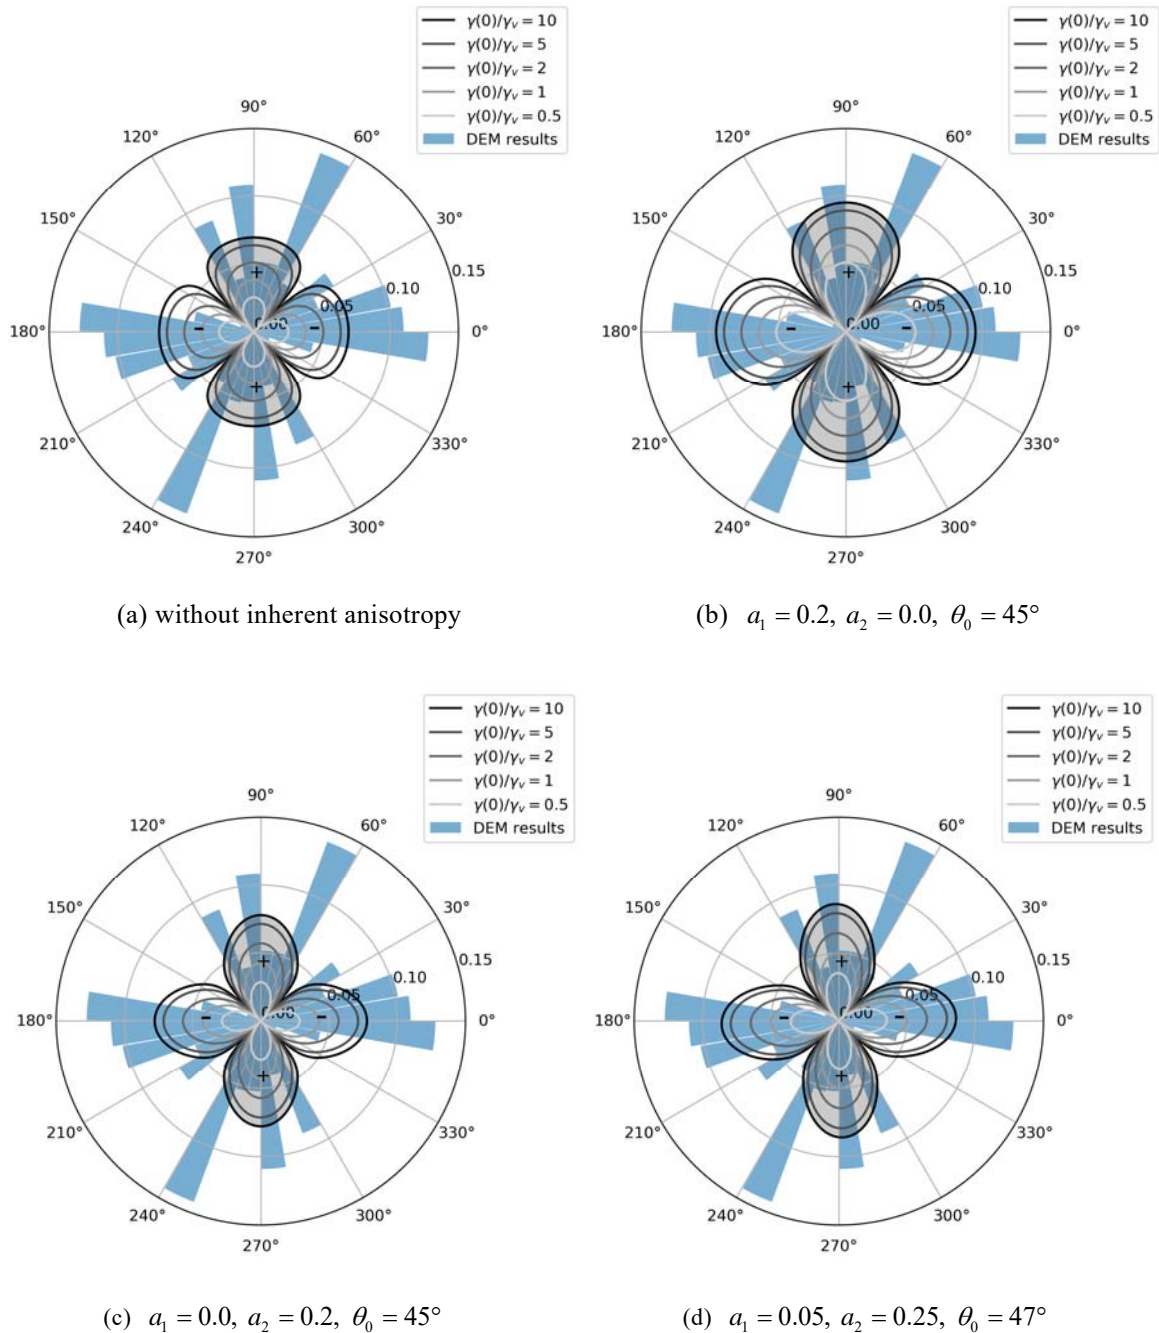 γ(0)/γᵥ = 10
γ(0)/γᵥ = 5
γ(0)/γᵥ = 2
γ(0)/γᵥ = 1
γ(0)/γᵥ = 0.5
DEM results
90°
120° 60°
150° 30°
0.15
0.10
0.05
+
180° - 0.00 - 0°
+
210° 330°
240° 300°
270°
(a) without inherent anisotropy
γ(0)/γᵥ = 10
γ(0)/γᵥ = 5
γ(0)/γᵥ = 2
γ(0)/γᵥ = 1
γ(0)/γᵥ = 0.5
DEM results
90°
120° 60°
150° 30°
0.15
0.10
0.05
+
180° - 0.00 - 0°
+
210° 330°
240° 300°
270°
(b) a₁ = 0.2, a₂ = 0.0, θ₀ = 45°
γ(0)/γᵥ = 10
γ(0)/γᵥ = 5
γ(0)/γᵥ = 2
γ(0)/γᵥ = 1
γ(0)/γᵥ = 0.5
DEM results
90°
120° 60°
150° 30°
0.15
0.10
0.05
+
180° - 0.00 - 0°
+
210° 330°
240° 300°
270°
(c) a₁ = 0.0, a₂ = 0.2, θ₀ = 45°
γ(0)/γᵥ = 10
γ(0)/γᵥ = 5
γ(0)/γᵥ = 2
γ(0)/γᵥ = 1
γ(0)/γᵥ = 0.5
DEM results
90°
120° 60°
150° 30°
0.15
0.10
0.05
+
180° - 0.00 - 0°
+
210° 330°
240° 300°
270°
(d) a₁ = 0.05, a₂ = 0.25, θ₀ = 47°